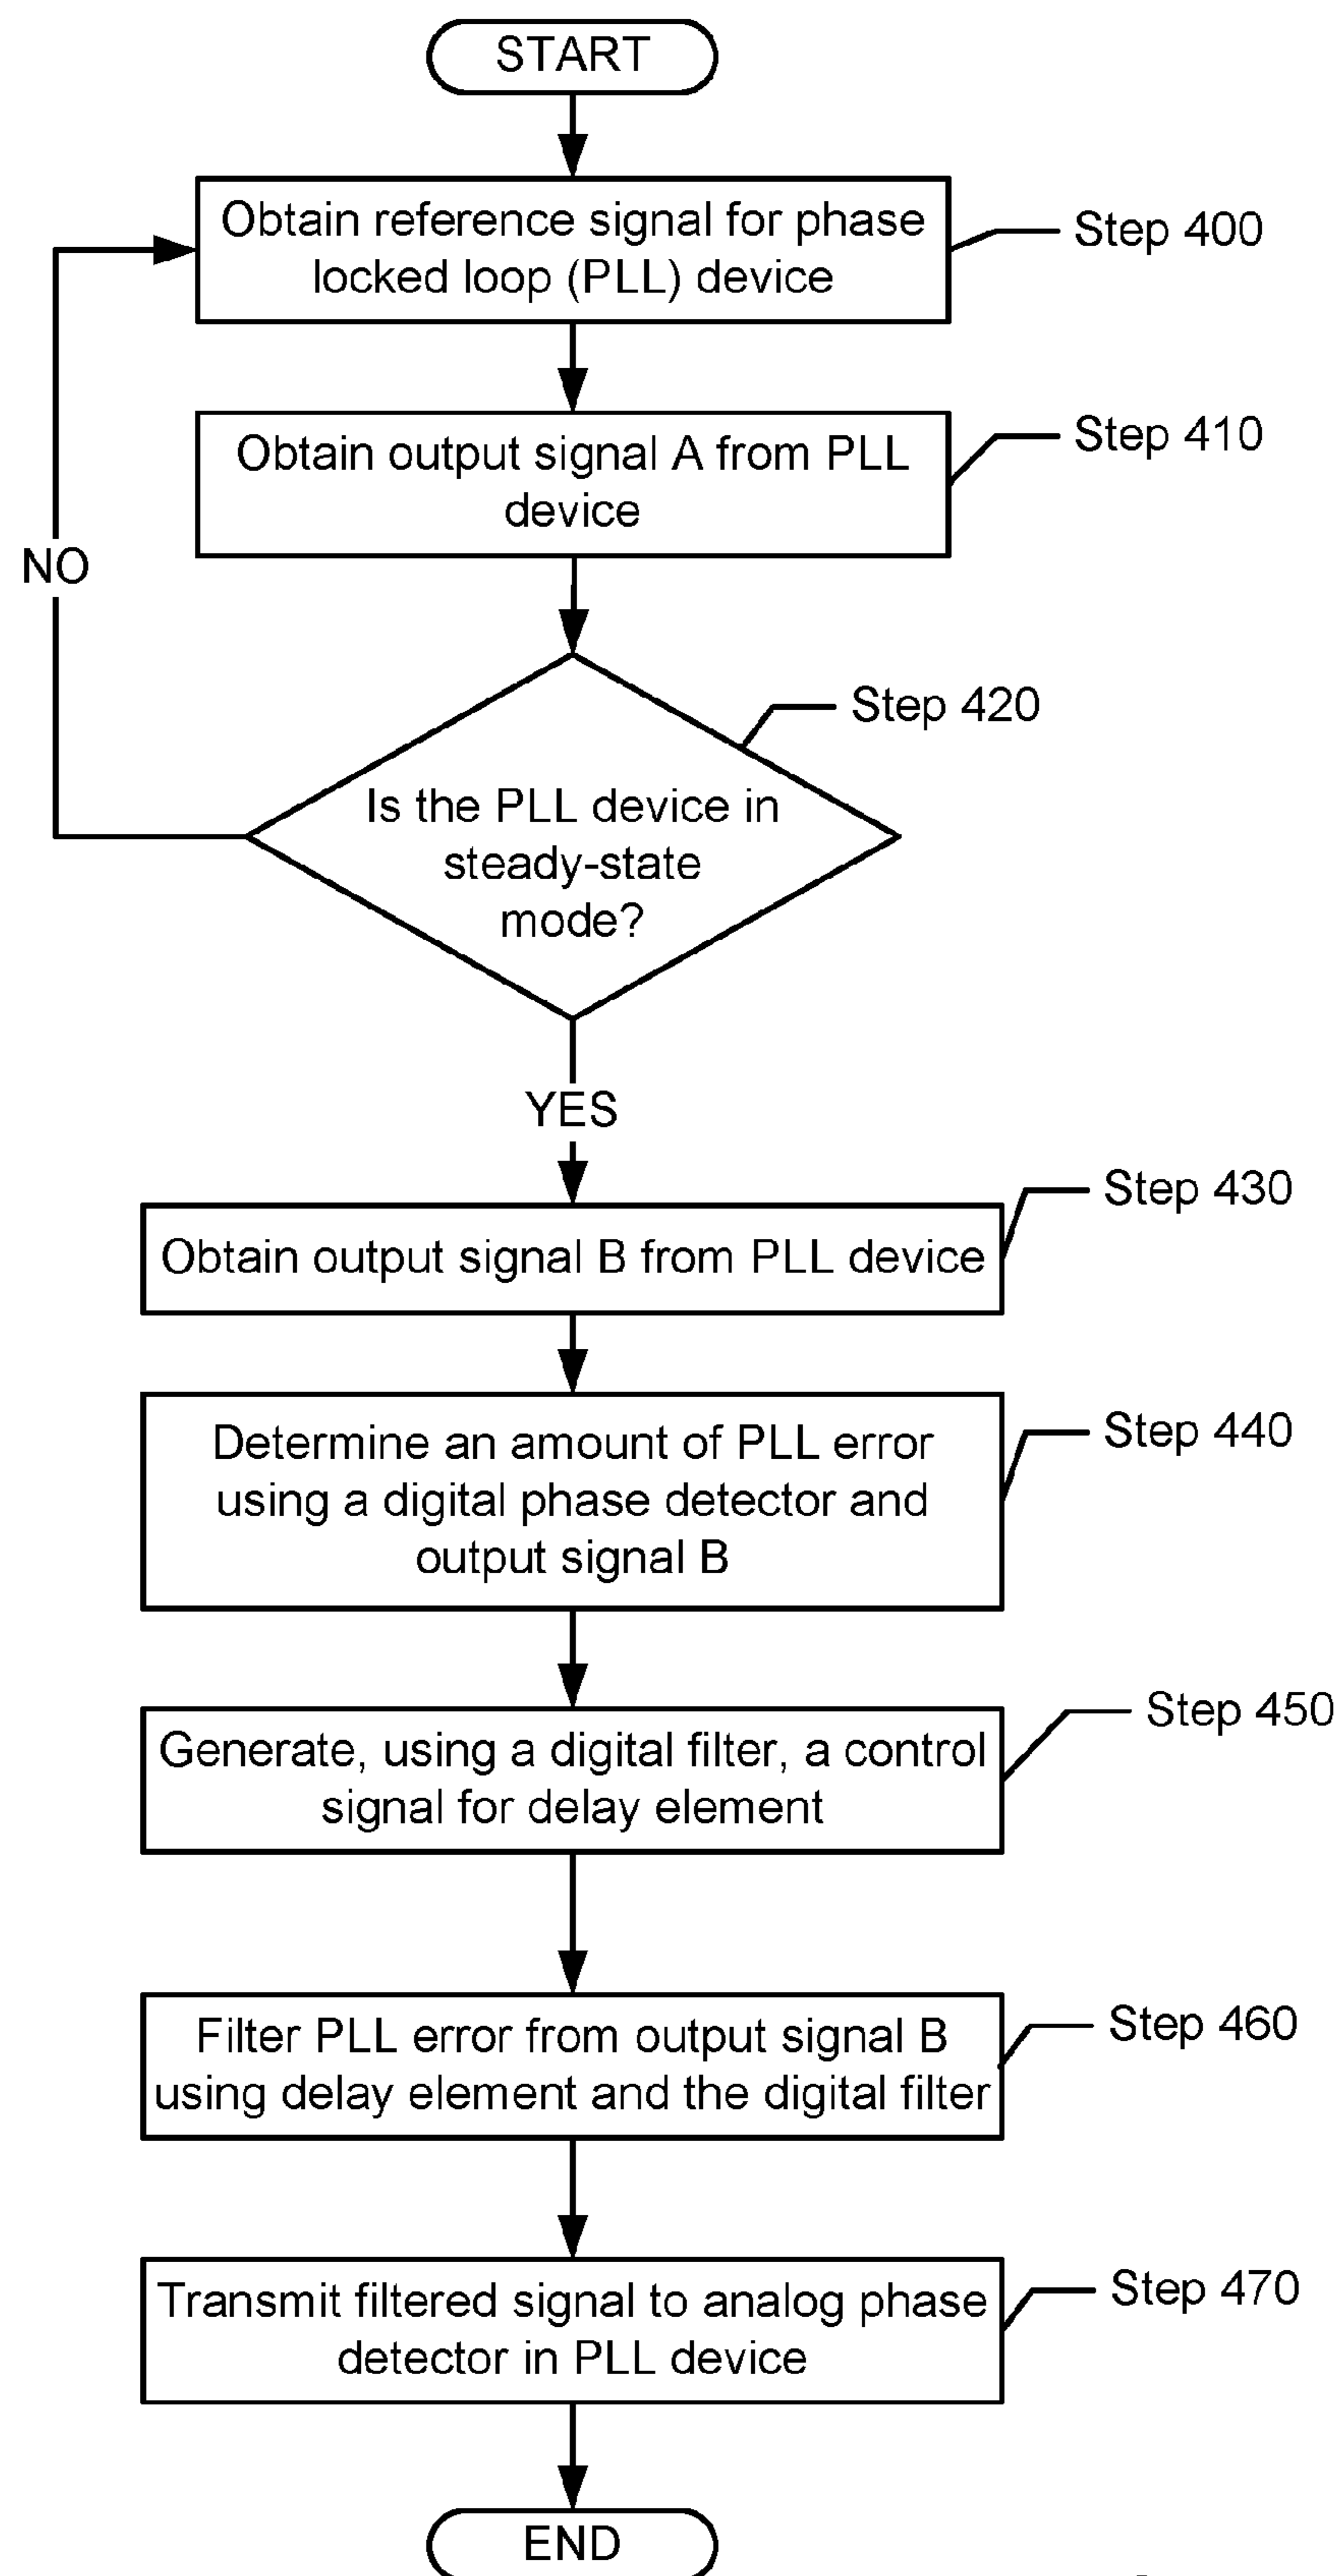 START
Obtain reference signal for phase
locked loop (PLL) device
Step 400
Obtain output signal A from PLL
device
Step 410
NO
Step 420
Is the PLL device in
steady-state
mode?
YES
Step 430
Obtain output signal B from PLL device
Determine an amount of PLL error
using a digital phase detector and
output signal B
Step 440
Generate, using a digital filter, a control
signal for delay element
Step 450
Filter PLL error from output signal B
using delay element and the digital filter
Step 460
Transmit filtered signal to analog phase
detector in PLL device
Step 470
END